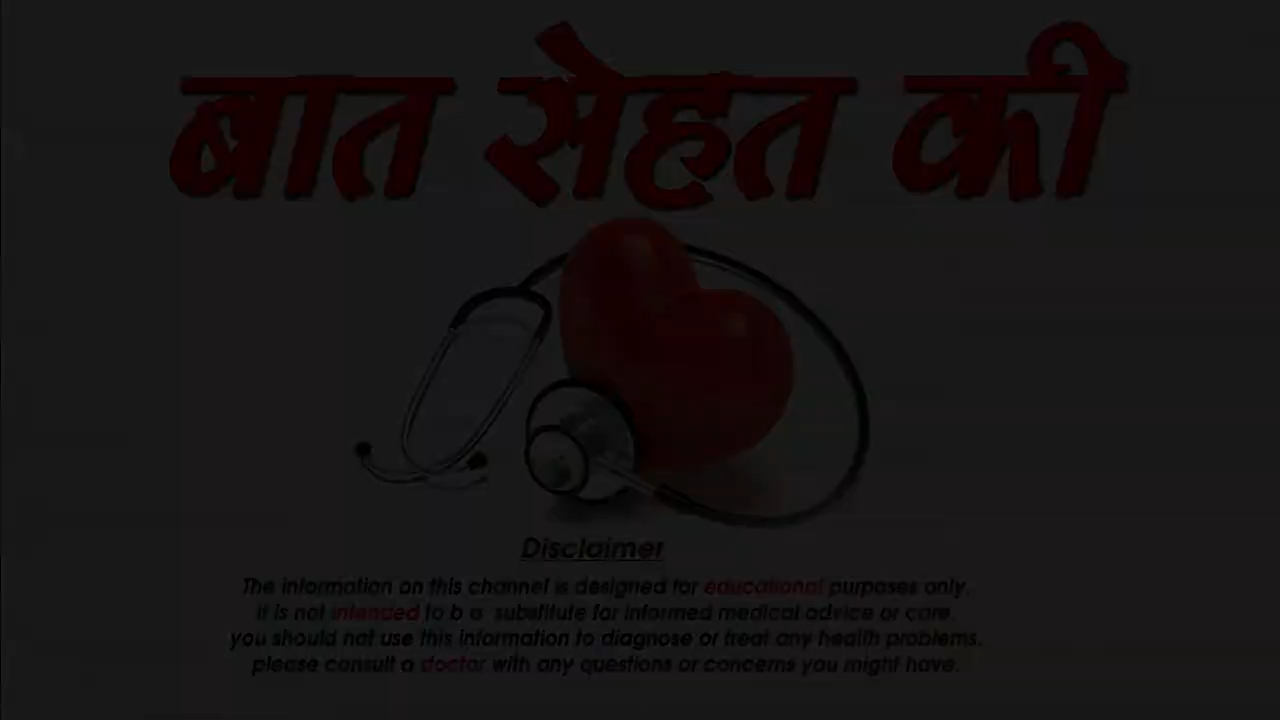 बात सेहत की
Disclaimer
The information on this channel is designed for educational purposes only.
it is not intended to b a substitute for informed medical advice or care.
you should not use this information to diagnose or treat any health problems.
please consult a doctor with any questions or concerns you might have.